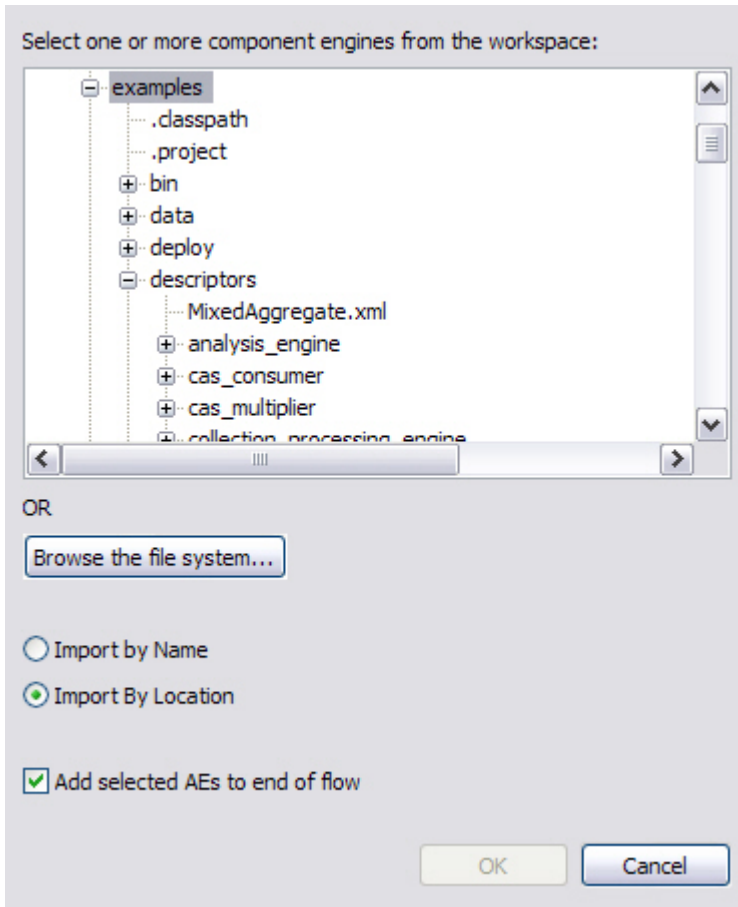 Select one or more component engines from the workspace:
examples
.classpath
.project
bin
data
deploy
descriptors
MixedAggregate.xml
analysis_engine
cas_consumer
cas_multiplier
collection_processing_engine
OR
Browse the file system...
Import by Name
Import By Location
Add selected AEs to end of flow
OK
Cancel